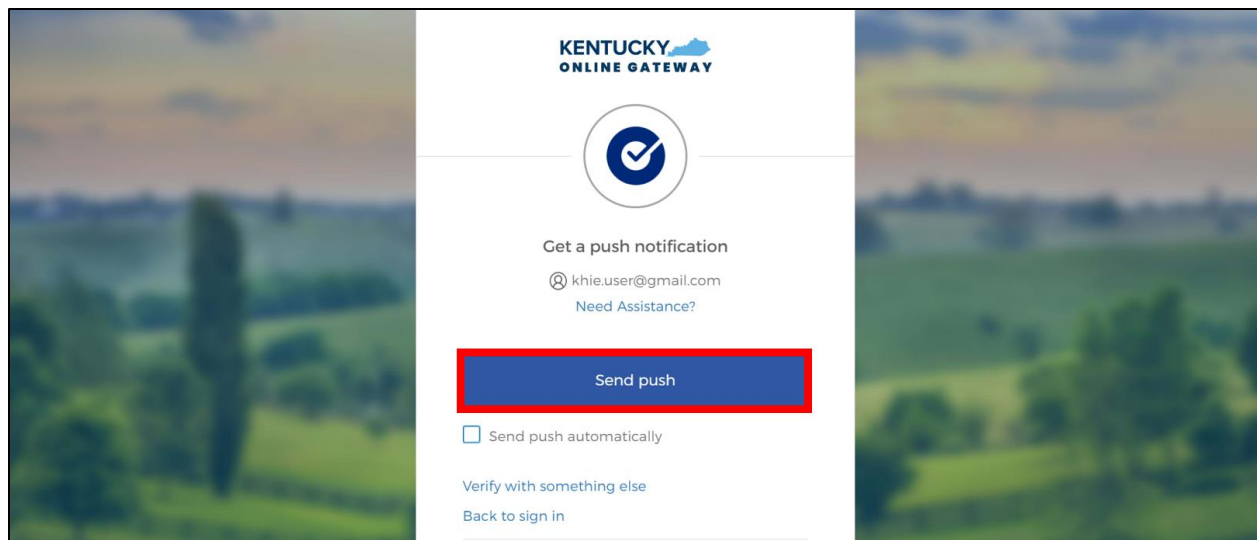 KENTUCKY
ONLINE GATEWAY
Get a push notification
khie.user@gmail.com
Need Assistance?
Send push
Send push automatically
Verify with something else
Back to sign in